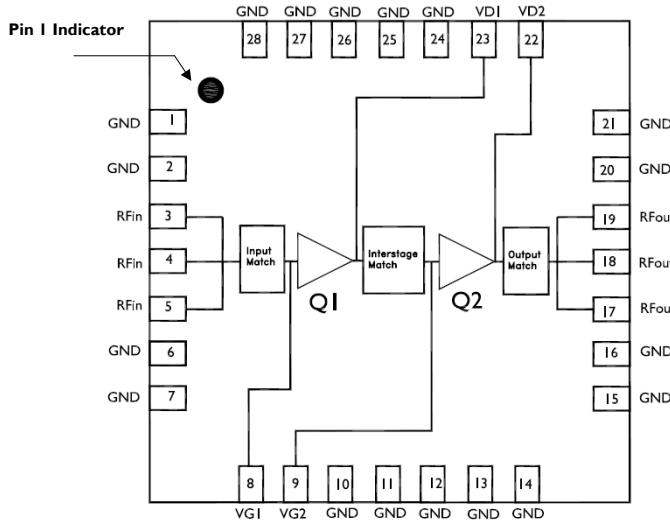 GND GND GND GND GND VD1 VD2
Pin 1 Indicator
28 27 26 25 24 23 22
GND 1 21 GND
GND 2 20 GND
RFin 3 19 RFou
RFin 4 Input Match Interstage Match Output Match 18 RFou
Q1 Q2
RFin 5 17 RFou
GND 6 16 GND
GND 7 15 GND
8 9 10 11 12 13 14
VG1 VG2 GND GND GND GND GND